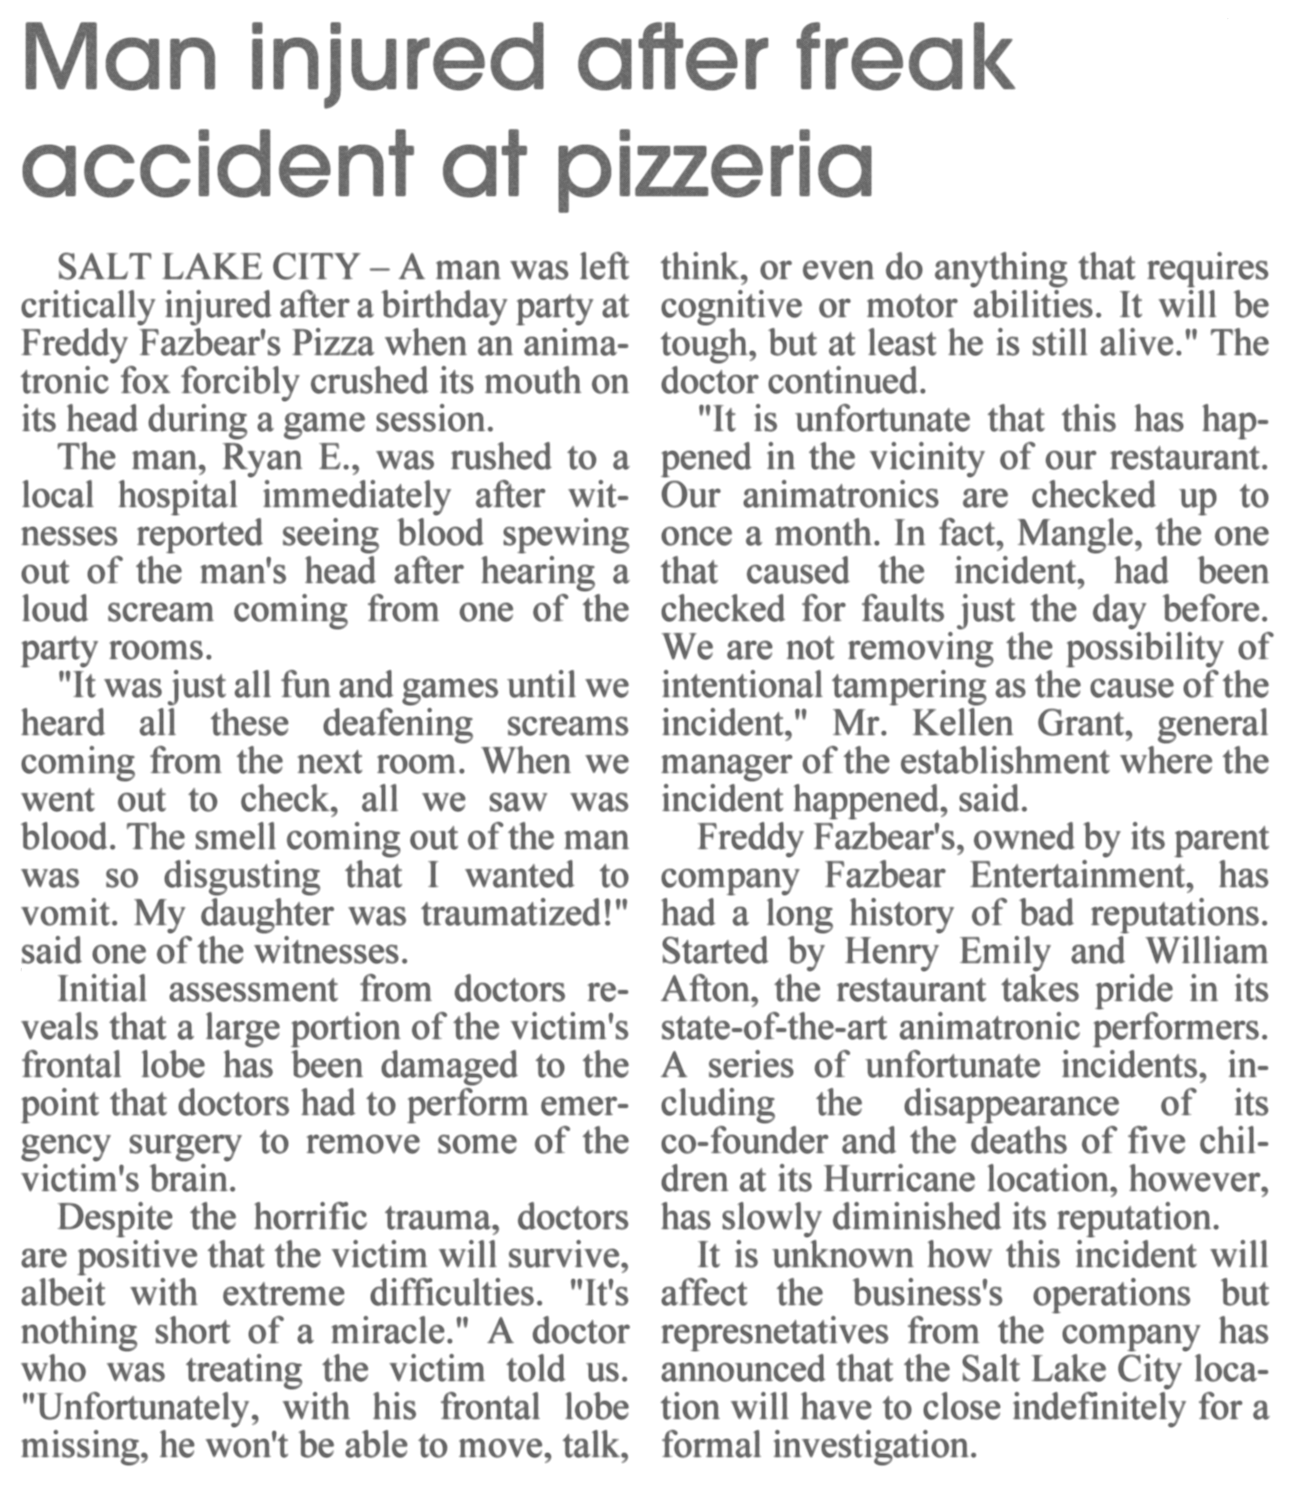 Man injured after freak
accident at pizzeria
SALT LAKE CITY – A man was left
critically injured after a birthday party at
Freddy Fazbear's Pizza when an anima-
tronic fox forcibly crushed its mouth on
its head during a game session.
The man, Ryan E., was rushed to a
local hospital immediately after wit-
nesses reported seeing blood spewing
out of the man's head after hearing a
loud scream coming from one of the
party rooms.
"It was just all fun and games until we
heard all these deafening screams
coming from the next room. When we
went out to check, all we saw was
blood. The smell coming out of the man
was so disgusting that I wanted to
vomit. My daughter was traumatized!"
said one of the witnesses.
Initial assessment from doctors re-
veals that a large portion of the victim's
frontal lobe has been damaged to the
point that doctors had to perform emer-
gency surgery to remove some of the
victim's brain.
Despite the horrific trauma, doctors
are positive that the victim will survive,
albeit with extreme difficulties. "It's
nothing short of a miracle." A doctor
who was treating the victim told us.
"Unfortunately, with his frontal lobe
missing, he won't be able to move, talk,
think, or even do anything that requires
cognitive or motor abilities. It will be
tough, but at least he is still alive." The
doctor continued.
"It is unfortunate that this has hap-
pened in the vicinity of our restaurant.
Our animatronics are checked up to
once a month. In fact, Mangle, the one
that caused the incident, had been
checked for faults just the day before.
We are not removing the possibility of
intentional tampering as the cause of the
incident," Mr. Kellen Grant, general
manager of the establishment where the
incident happened, said.
Freddy Fazbear's, owned by its parent
company Fazbear Entertainment, has
had a long history of bad reputations.
Started by Henry Emily and William
Afton, the restaurant takes pride in its
state-of-the-art animatronic performers.
A series of unfortunate incidents, in-
cluding the disappearance of its
co-founder and the deaths of five chil-
dren at its Hurricane location, however,
has slowly diminished its reputation.
It is unknown how this incident will
affect the business's operations but
represnetatives from the company has
announced that the Salt Lake City loca-
tion will have to close indefinitely for a
formal investigation.